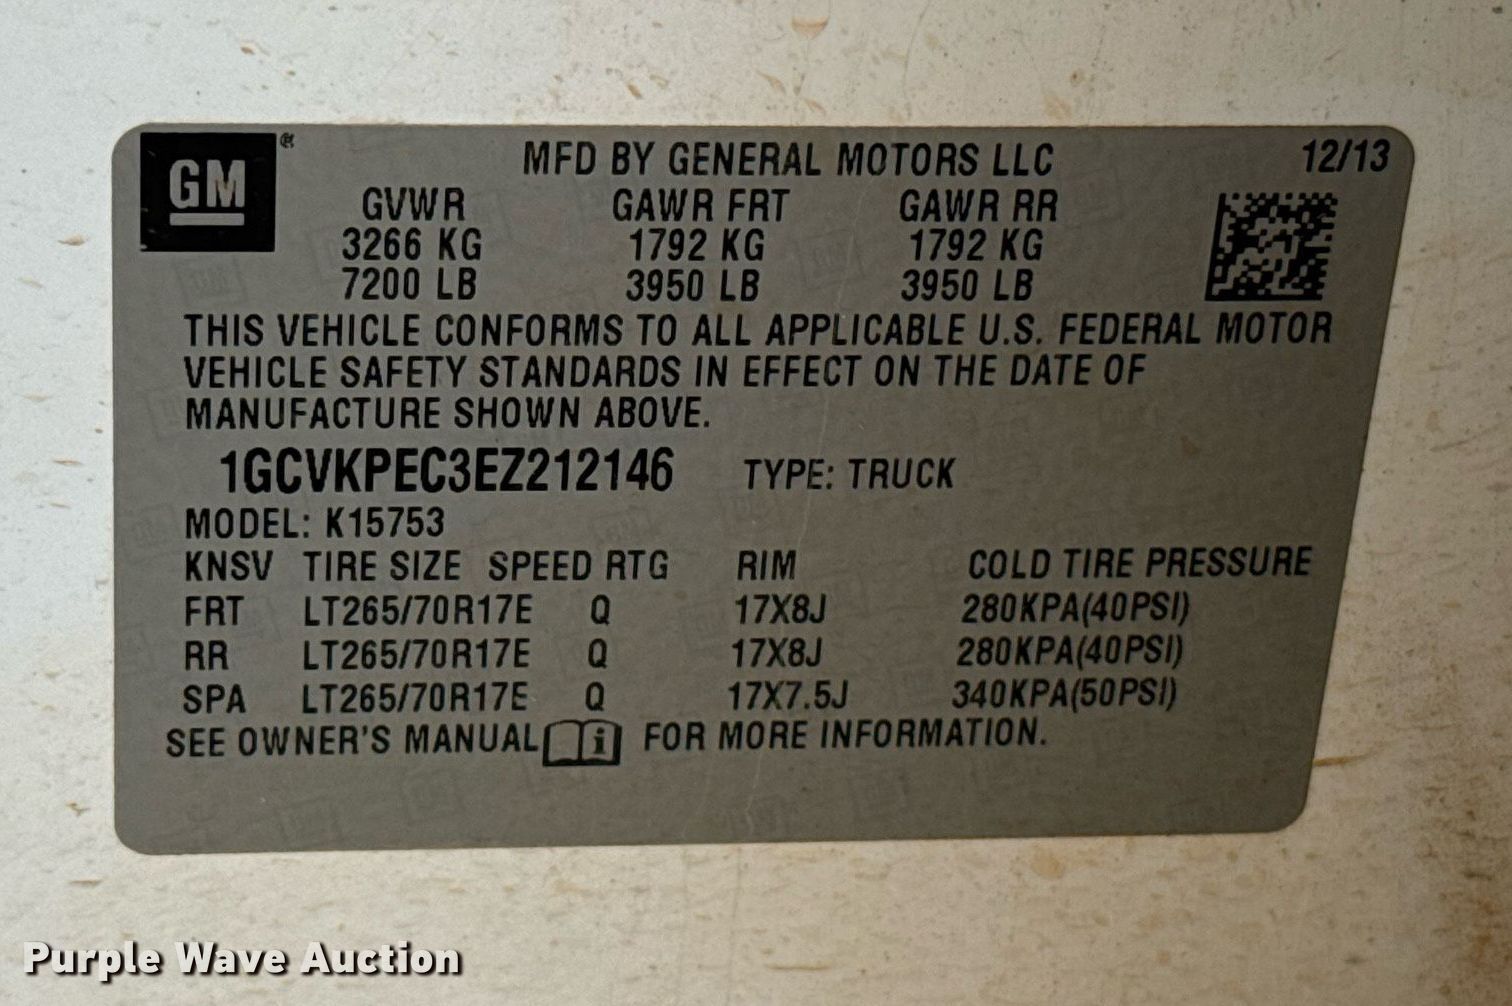 GM
MFD BY GENERAL MOTORS LLC 12/13
GVWR GAWR FRT GAWR RR
3266 KG 1792 KG 1792 KG
7200 LB 3950 LB 3950 LB
THIS VEHICLE CONFORMS TO ALL APPLICABLE U.S. FEDERAL MOTOR
VEHICLE SAFETY STANDARDS IN EFFECT ON THE DATE OF
MANUFACTURE SHOWN ABOVE.
1GCVKPEC3EZ212146 TYPE: TRUCK
MODEL: K15753
KNSV TIRE SIZE SPEED RTG RIM COLD TIRE PRESSURE
FRT LT265/70R17E Q 17X8J 280KPA(40PSI)
RR LT265/70R17E Q 17X8J 280KPA(40PSI)
SPA LT265/70R17E Q 17X7.5J 340KPA(50PSI)
SEE OWNER'S MANUAL i FOR MORE INFORMATION.
Purple Wave Auction